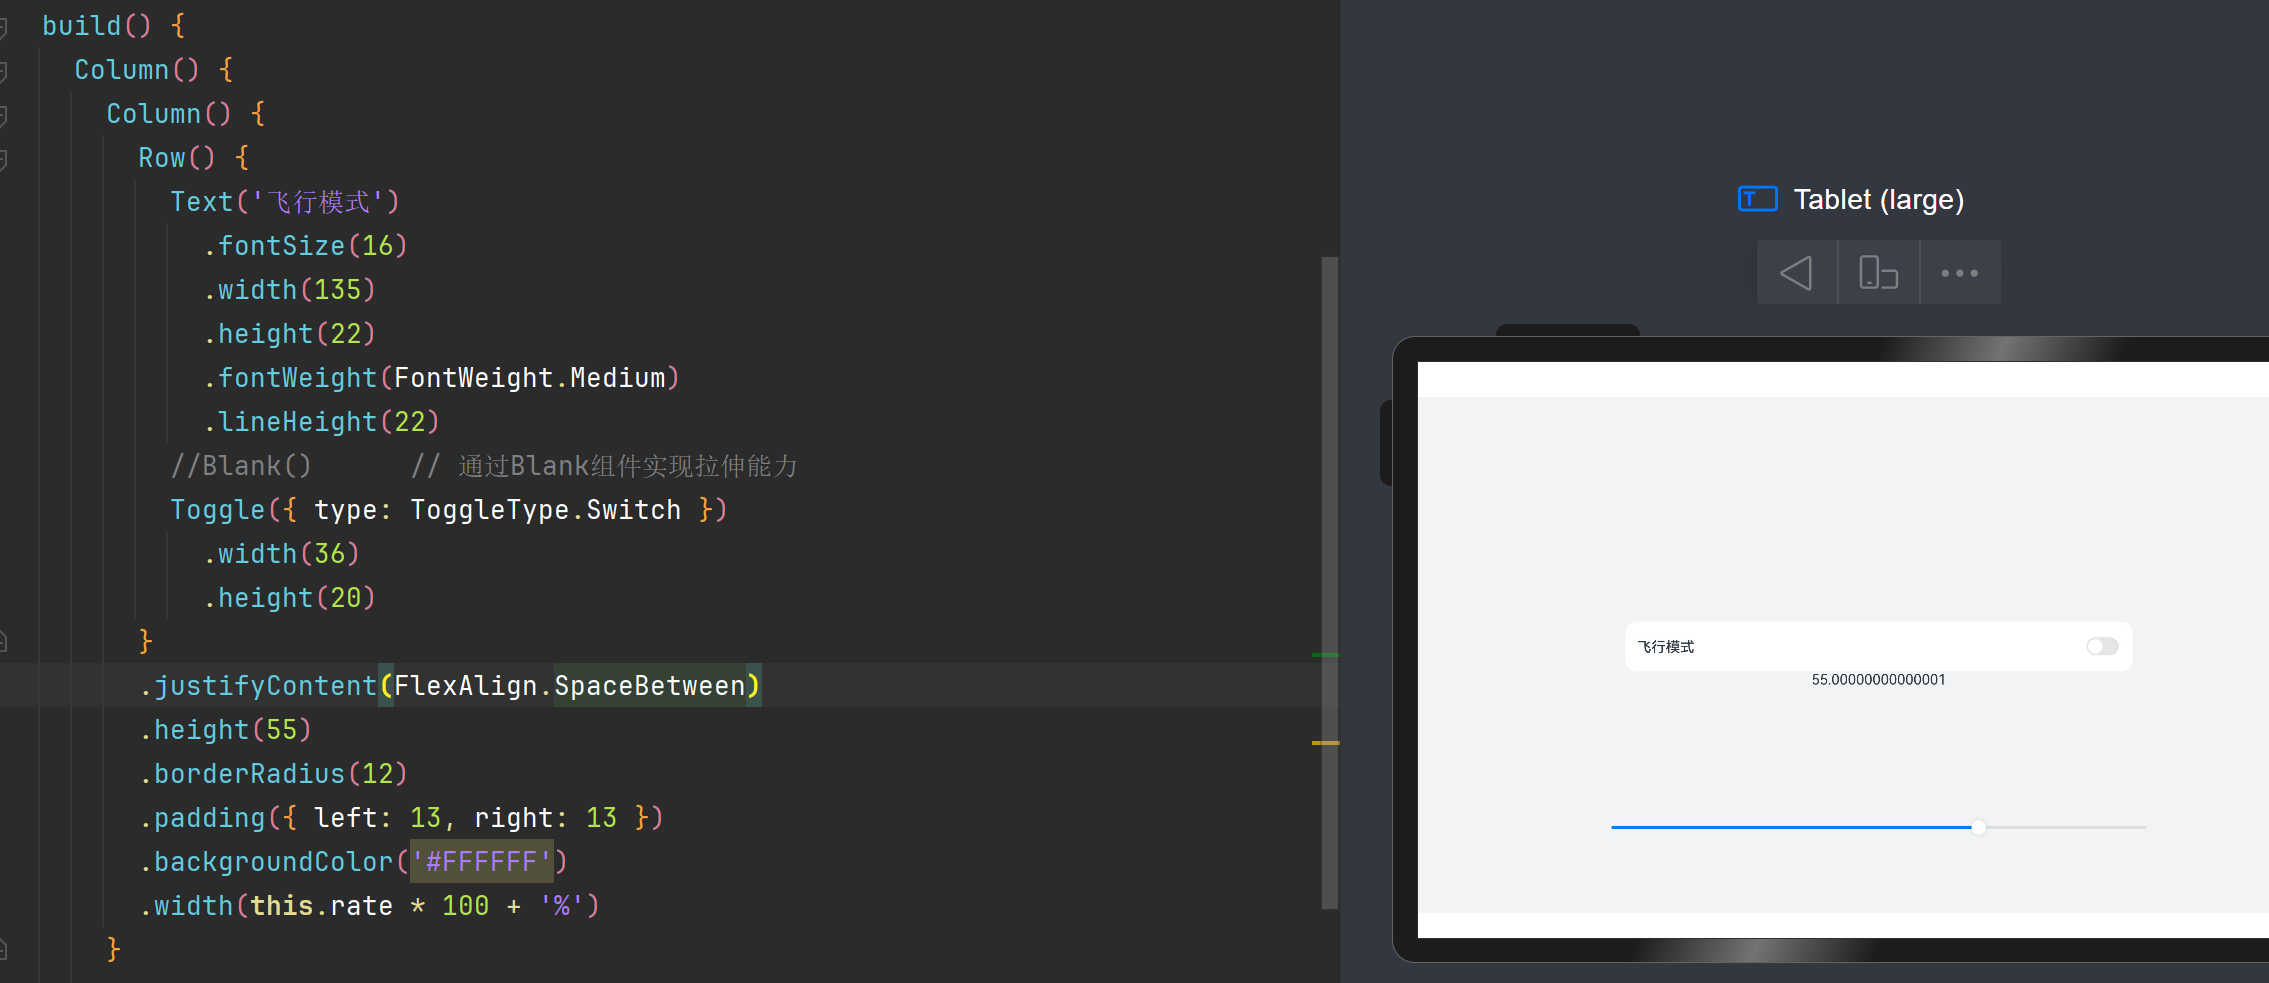 build() {
Column() {
Column() {
Row() {
Text('飞行模式')
.fontSize(16)
.width(135)
.height(22)
.fontWeight(FontWeight.Medium)
.lineHeight(22)
//Blank() // 通过Blank组件实现拉伸能力
Toggle({ type: ToggleType.Switch })
.width(36)
.height(20)
}
.justifyContent(FlexAlign.SpaceBetween)
.height(55)
.borderRadius(12)
.padding({ left: 13, right: 13 })
.backgroundColor('#FFFFFF')
.width(this.rate * 100 + '%')
}
T Tablet (large)
飞行模式
55.00000000000001